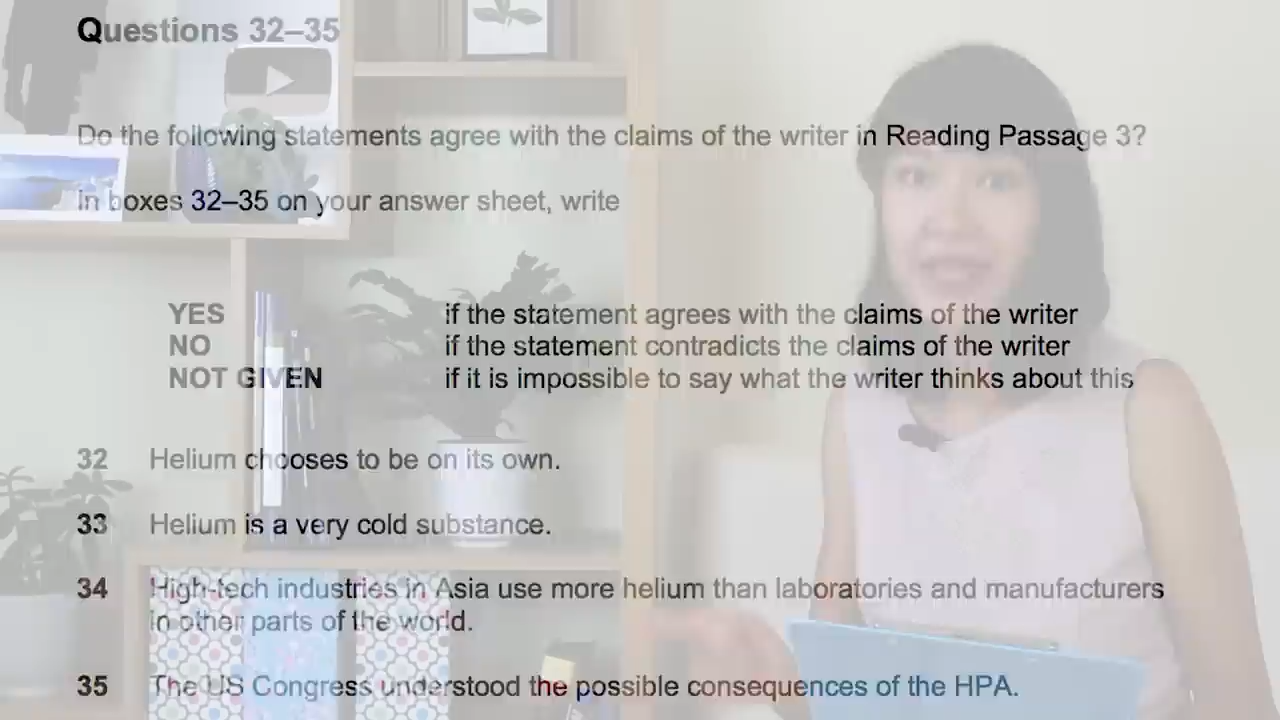 Questions 32–35
Do the following statements agree with the claims of the writer in Reading Passage 3?
In boxes 32–35 on your answer sheet, write
YES if the statement agrees with the claims of the writer
NO if the statement contradicts the claims of the writer
NOT GIVEN if it is impossible to say what the writer thinks about this
32 Helium chooses to be on its own.
33 Helium is a very cold substance.
34 High-tech industries in Asia use more helium than laboratories and manufacturers
in other parts of the world.
35 The US Congress understood the possible consequences of the HPA.